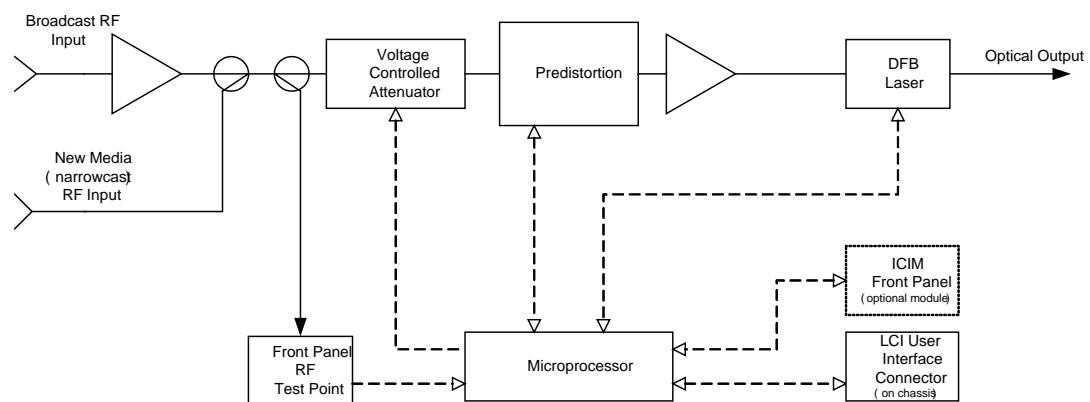 Broadcast RF
Input
Voltage
Controlled
Attenuator
Predistortion
DFB
Laser
Optical Output
New Media
( narrowcast)
RF Input
ICIM
Front Panel
( optional module)
Front Panel
RF
Test Point
Microprocessor
LCI User
Interface
Connector
( on chassis)